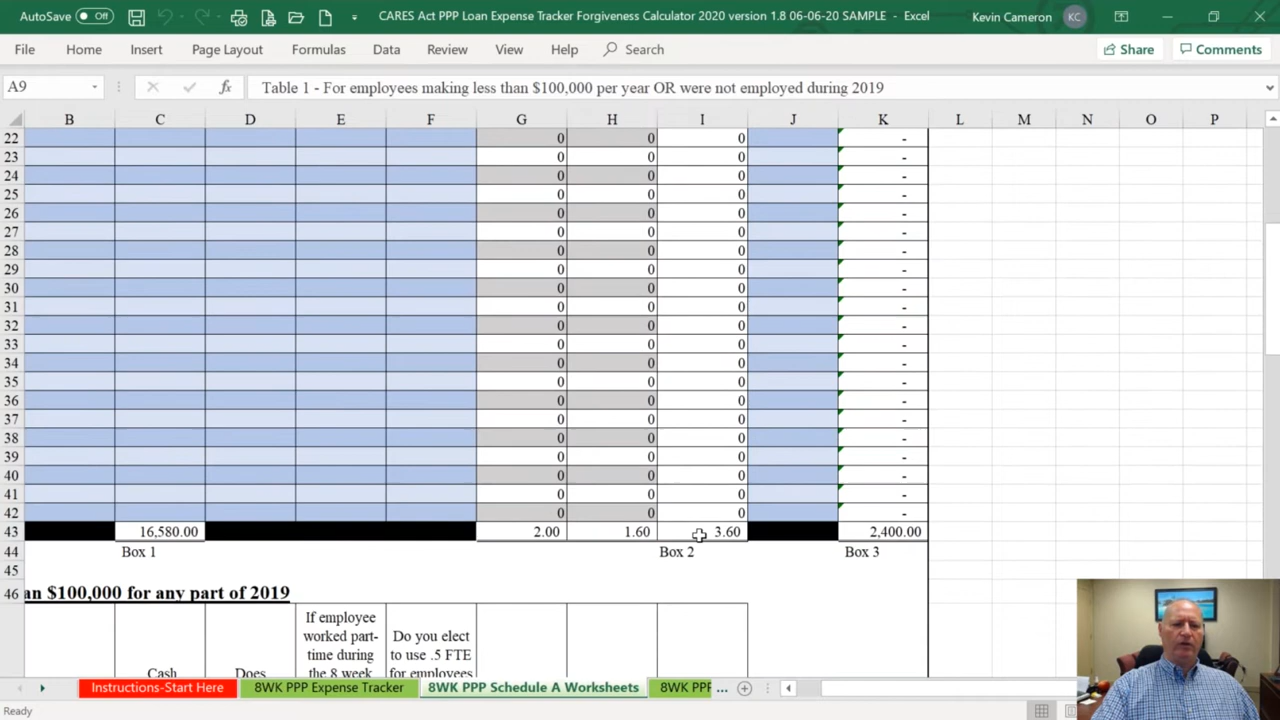 AutoSave Off CARES Act PPP Loan Expense Tracker Forgiveness Calculator 2020 version 1.8 06-06-20 SAMPLE - Excel Kevin Cameron KC
File Home Insert Page Layout Formulas Data Review View Help Search Share Comments
A9 fx Table 1 - For employees making less than $100,000 per year OR were not employed during 2019
B C D E F G H I J K L M N O P
22 0 0 0 -
23 0 0 0 -
24 0 0 0 -
25 0 0 0 -
26 0 0 0 -
27 0 0 0 -
28 0 0 0 -
29 0 0 0 -
30 0 0 0 -
31 0 0 0 -
32 0 0 0 -
33 0 0 0 -
34 0 0 0 -
35 0 0 0 -
36 0 0 0 -
37 0 0 0 -
38 0 0 0 -
39 0 0 0 -
40 0 0 0 -
41 0 0 0 -
42 0 0 0 -
43 16,580.00 2.00 1.60 3.60 2,400.00
44 Box 1 Box 2 Box 3
45
46 an $100,000 for any part of 2019
If employee
worked part-
time during
the 8 week
Do you elect
to use .5 FTE
for employees
Cash
Does
Instructions-Start Here 8WK PPP Expense Tracker 8WK PPP Schedule A Worksheets 8WK PPF ...
Ready